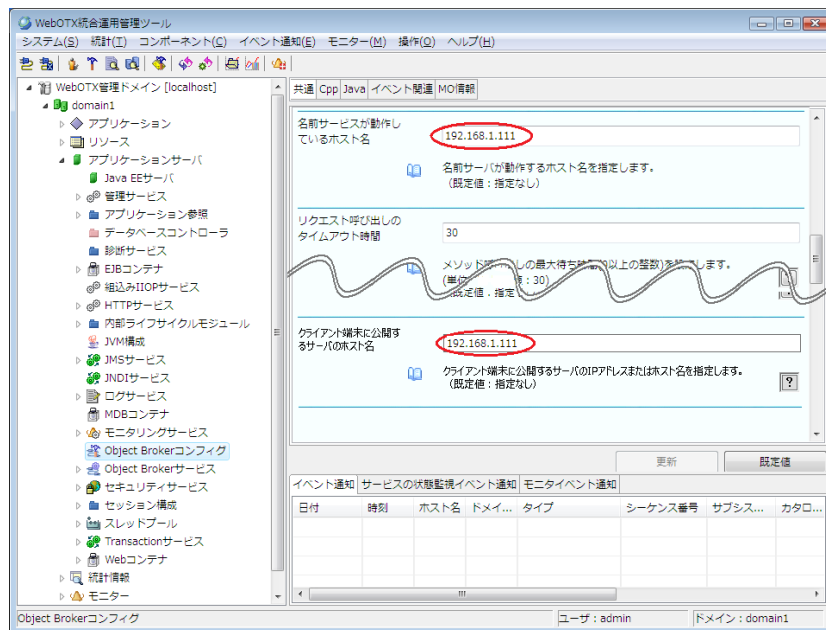 WebOTX統合運用管理ツール
システム(S) 統計(T) コンポーネント(C) イベント通知(E) モニター(M) 操作(O) ヘルプ(H)
WebOTX管理ドメイン [localhost]
domain1
アプリケーション
リソース
アプリケーションサーバ
Java EEサーバ
管理サービス
アプリケーション参照
データベースコントローラ
診断サービス
EJBコンテナ
組込みIIOPサービス
HTTPサービス
内部ライフサイクルモジュール
JVM構成
JMSサービス
JNDIサービス
ログサービス
MDBコンテナ
モニタリングサービス
Object Brokerコンフィグ
Object Brokerサービス
セキュリティサービス
セッション構成
スレッドプール
Transactionサービス
Webコンテナ
統計情報
モニター
共通 Cpp Java イベント関連 MO情報
名前サービスが動作し
ているホスト名
192.168.1.111
名前サーバが動作するホスト名を指定します。
(既定値：指定なし)
リクエスト呼び出しの
タイムアウト時間
30
メソッド呼
しの最大待ち時間
以上の整数)を
します。
(単位
：30)
クライアント端末に公開す
るサーバのホスト名
192.168.1.111
クライアント端末に公開するサーバのIPアドレスまたはホスト名を指定します。
(既定値：指定なし)
?
更新 既定値
イベント通知 サービスの状態監視イベント通知 モニタイベント通知
日付 時刻 ホスト名 ドメイ... タイプ シーケンス番号 サブシス... カタロ...
Object Brokerコンフィグ ユーザ：admin ドメイン：domain1